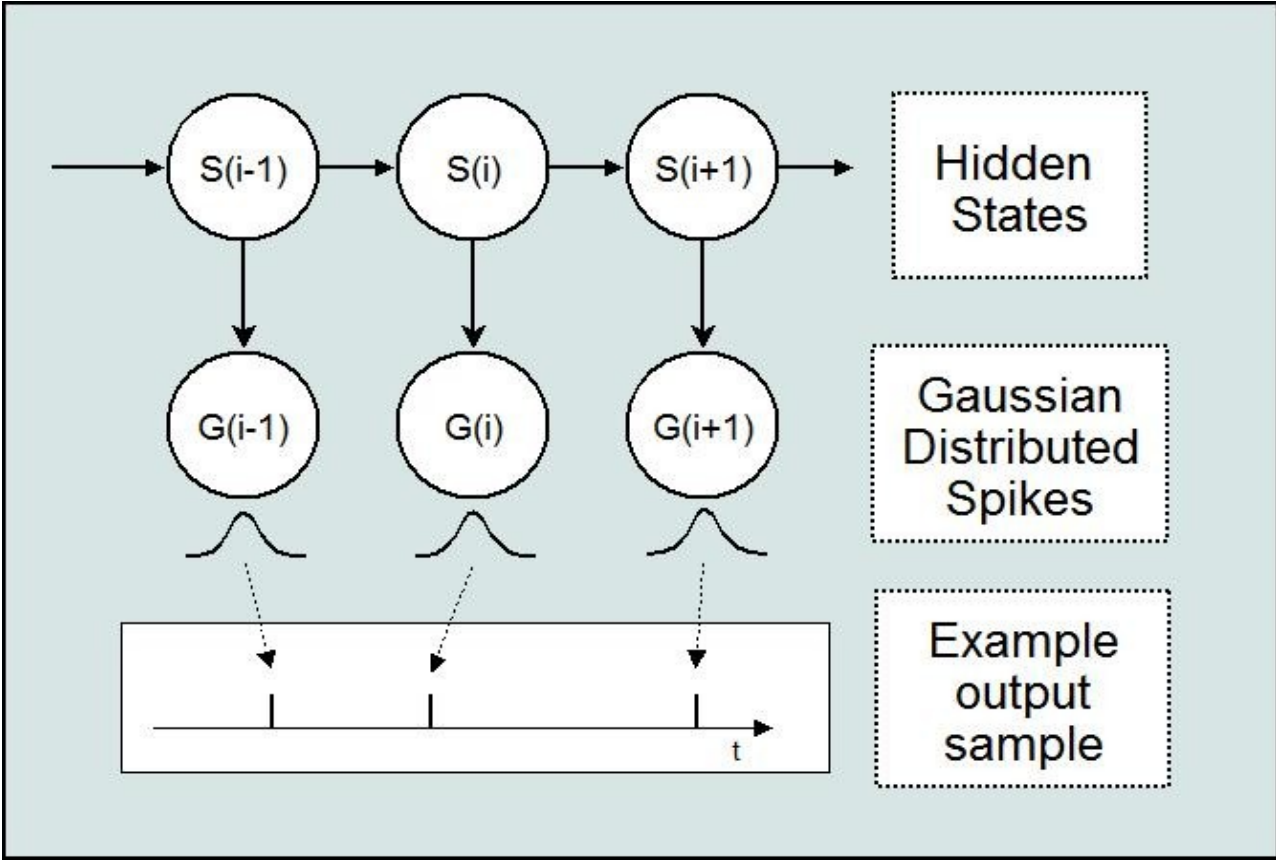 S(i-1)
S(i)
S(i+1)
Hidden
States
G(i-1)
G(i)
G(i+1)
Gaussian
Distributed
Spikes
t
Example
output
sample